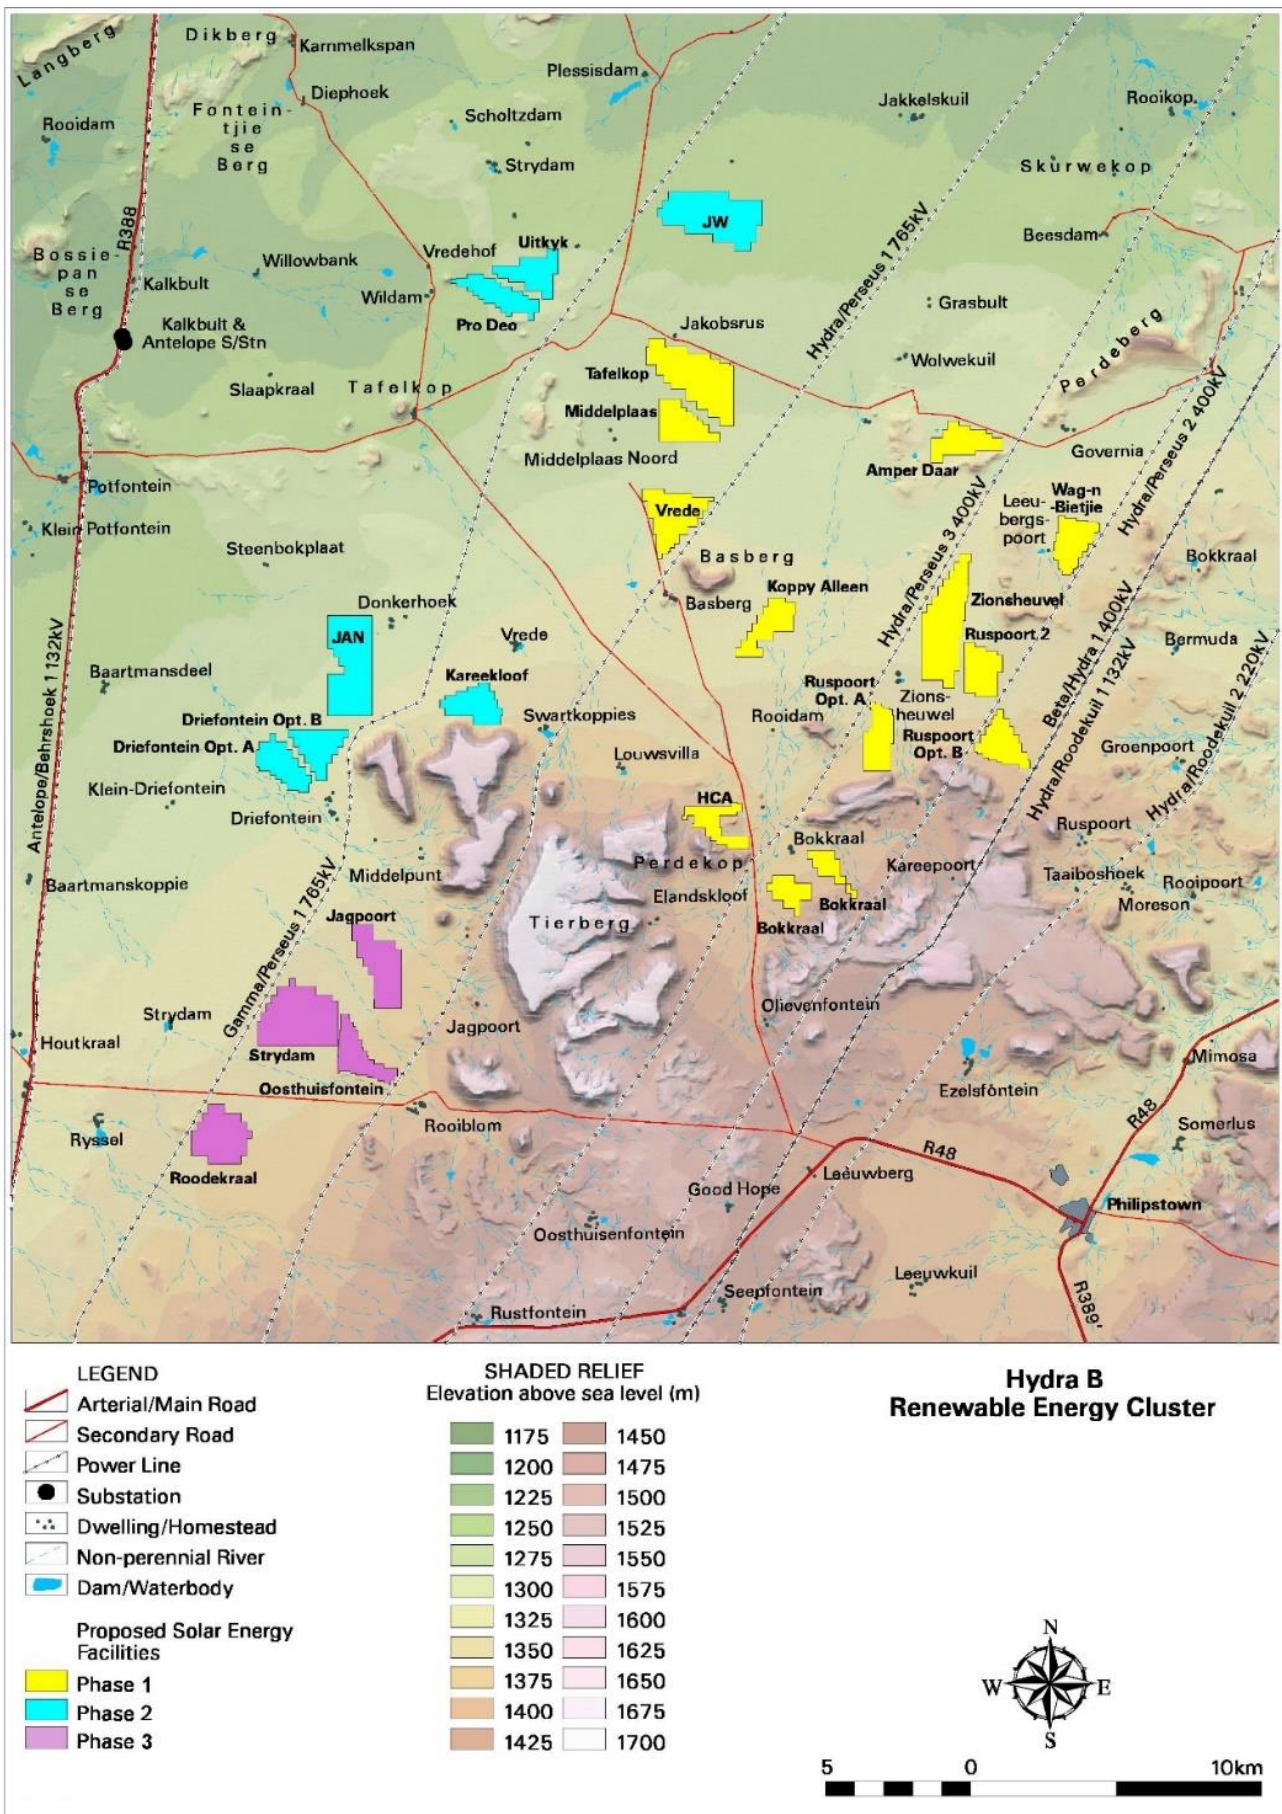 Langberg
Dikberg
Karnmelkspan
Plessisdam
Diephoek
Jakkelskuil
Rooikop
Rooidam
Fontein-
tjie
se
Berg
Scholtzdam
Strydam
Skurwekop
JW
R388
Bossie-
pan
se
Berg
Kalkbult
Willowbank
Vredehof
Uitkyk
Beesdam
Hydra/Perseus 1 765kV
Wildam
Pro Deo
Grasbult
Kalkbult &
Antelope S/Stn
Jakobsrus
Perdeberg
Wolwekuil
Slaapkraal
Tafelkop
Tafelkop
Middelplaas
Hydra/Perseus 2 400kV
Middelplaas Noord
Amper Daar
Governia
Potfontein
Klein Potfontein
Vrede
Hydra/Perseus 3 400kV
Leeu-
bergs-
poort
Wag-n
-Bietjie
Steenbokplaat
Basberg
Bokkraal
Koppy Alleen
Donkerhoek
Basberg
Zionsheuvel
JAN
Vrede
Ruspoort 2
Bermuda
Antelope/Behrshoek 1 132kV
Baartmansdeel
Kareekloof
Ruspoort
Opt. A
Zions-
heuwel
Beta/Hydra 1 400kV
Hydra/Roodekuil 1 132kV
Hydra/Roodekuil 2 220kV
Driefontein Opt. B
Swartkoppies
Rooidam
Ruspoort
Opt. B
Driefontein Opt. A
Louwsvilla
Groenpoort
Klein-Driefontein
HCA
Driefontein
Ruspoort
Bokkraal
Perdekop
Kareepoort
Middelpunt
Taaiboshoek
Rooipoort
Baartmanskoppie
Elandskloof
Bokkraal
Moreson
Gamma/Perseus 1 765kV
Jagpoort
Tierberg
Bokkraal
Olievenfontein
Strydam
Jagpoort
Houtkraal
Strydam
Mimosa
Oosthuisfontein
Ezelsfontein
Ryssel
Rooiblom
R48
Somerlus
R48
Roodekraal
Leeuwberg
Good Hope
Philipstown
Oosthuisenfontein
Leeuwkuil
Seepfontein
Rustfontein
R389'
LEGEND
Arterial/Main Road
Secondary Road
Power Line
Substation
Dwelling/Homestead
Non-perennial River
Dam/Waterbody
Proposed Solar Energy
Facilities
Phase 1
Phase 2
Phase 3
SHADED RELIEF
Elevation above sea level (m)
1175 1450
1200 1475
1225 1500
1250 1525
1275 1550
1300 1575
1325 1600
1350 1625
1375 1650
1400 1675
1425 1700
Hydra B
Renewable Energy Cluster
N
W E
S
5 0 10km